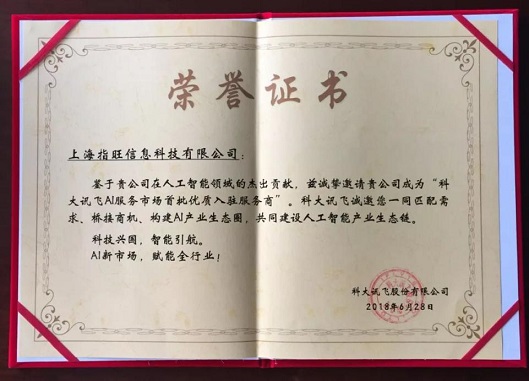 荣誉证书
上海指旺信息科技有限公司：
鉴于贵公司在人工智能领域的杰出贡献，兹诚挚邀请贵公司成为“科
大讯飞AI服务市场首批优质入驻服务商”。科大讯飞诚邀您一同匹配需
求、桥接商机、构建AI产业生态圈，共同建设人工智能产业生态链。
科技兴国，智能引航。
AI新市场，赋能全行业！
科大讯飞股份有限公司
2018年6月28日